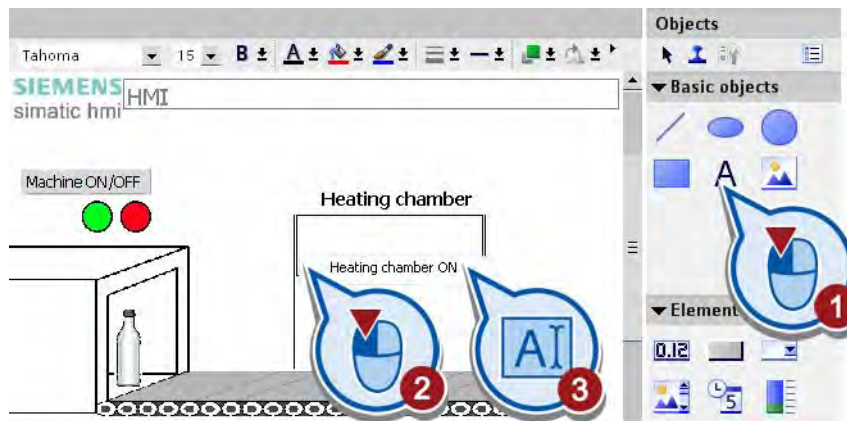 Objects
Tahoma 15 B A
Basic objects
SIEMENS
simatic hmi
HMI
A
Machine ON/OFF
Heating chamber
Heating chamber ON
1
Element
0.12
A
2
3
5